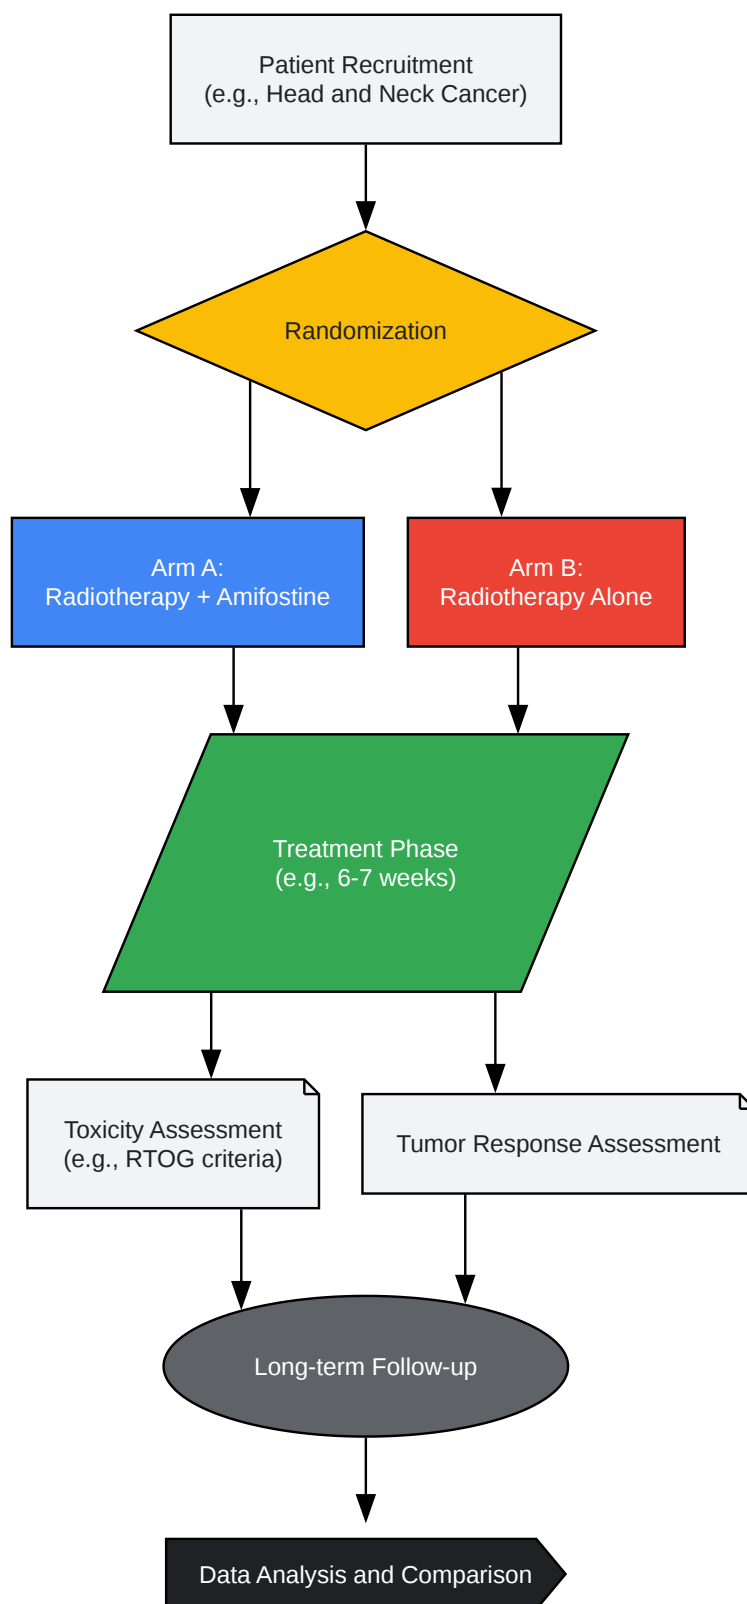 Patient Recruitment
(e.g., Head and Neck Cancer)
Randomization
Arm A:
Radiotherapy + Amifostine
Arm B:
Radiotherapy Alone
Treatment Phase
(e.g., 6-7 weeks)
Toxicity Assessment
(e.g., RTOG criteria)
Tumor Response Assessment
Long-term Follow-up
Data Analysis and Comparison